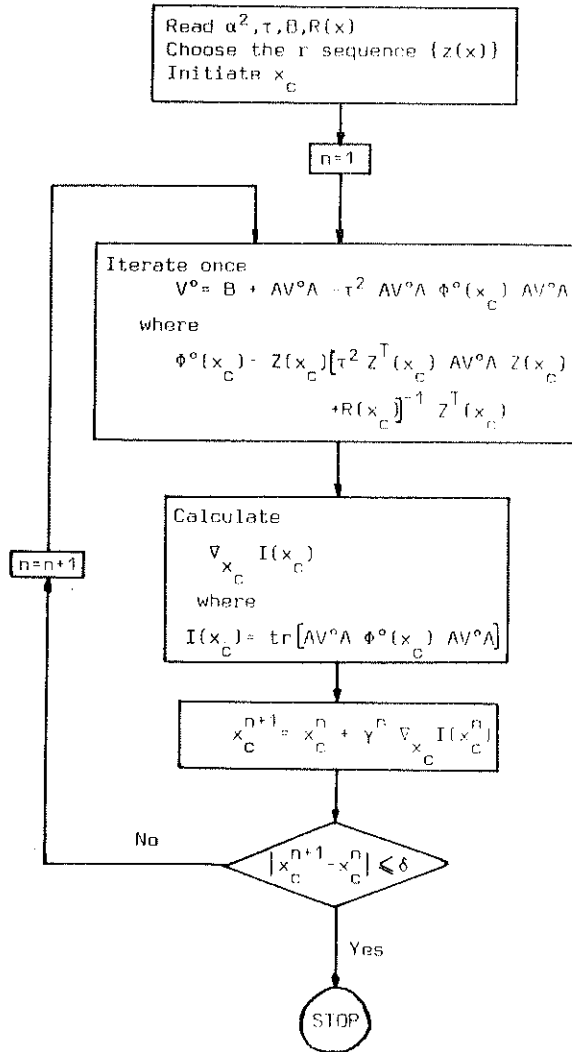 Read α², τ, B, R(x)
Choose the r sequence {z(x)}
Initiate x_c
n=1
Iterate once
V°= B + AV°A - τ² AV°A Φ°(x_c) AV°A
where
Φ°(x_c) - Z(x_c)[τ² Z^T(x_c) AV°A Z(x_c)
+R(x_c)]^-1 Z^T(x_c)
Calculate
∇_x_c I(x_c)
n=n+1
where
I(x_c)= tr[AV°A Φ°(x_c) AV°A]
x_c^n+1 = x_c^n + γ^n ∇_x_c I(x_c^n)
No
|x_c^n+1 - x_c^n| ⩽ δ
Yes
STOP